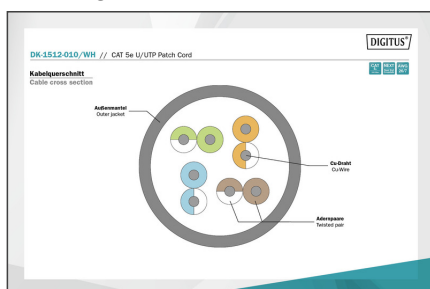 DIGITUS®
DK-1512-010/WH // CAT 5e U/UTP Patch Cord
Kabelquerschnitt
Cable cross section
Außenmantel
Outer jacket
Cu-Draht
Cu-Wire
Adernpaare
Twisted pair